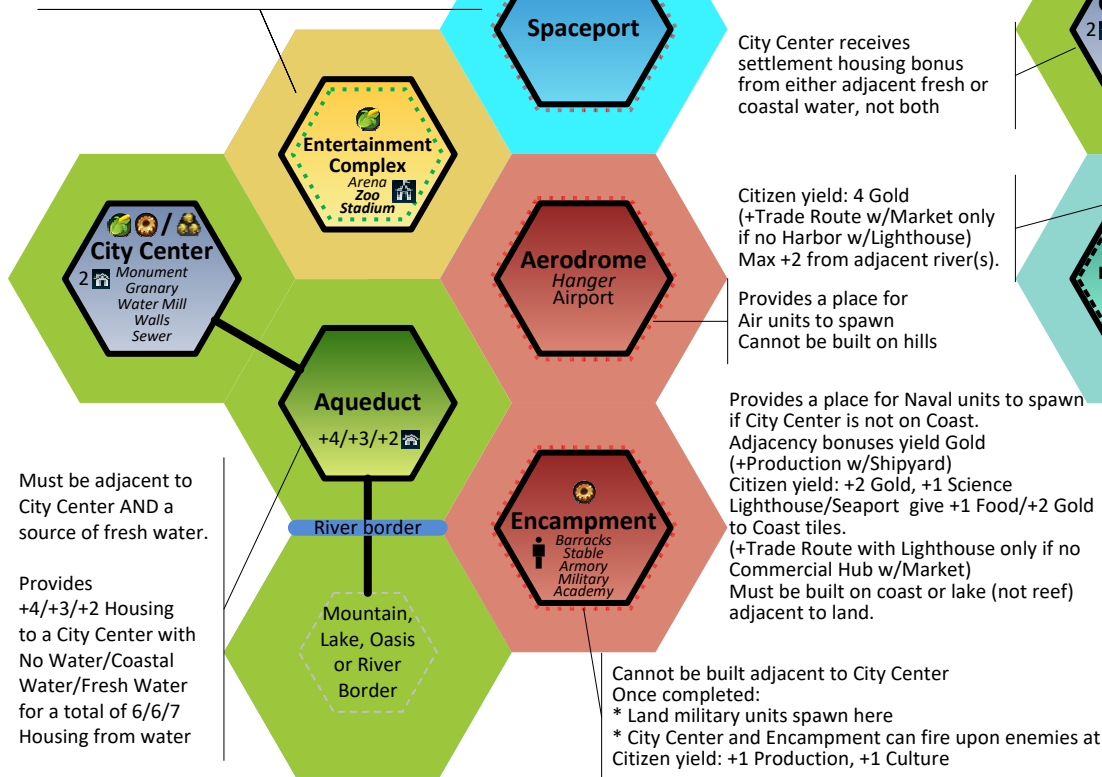 Spaceport
City Center receives
settlement housing bonus
from either adjacent fresh or
coastal water, not both
2
Entertainment
Complex
Arena
Zoo
Stadium
Citizen yield: 4 Gold
(+Trade Route w/Market only
if no Harbor w/Lighthouse)
Max +2 from adjacent river(s).
/
City Center
2
Monument
Granary
Water Mill
Walls
Sewer
Aerodrome
Hanger
Airport
Provides a place for
Air units to spawn
Cannot be built on hills
Aqueduct
+4/+3/+2
Provides a place for Naval units to spawn
if City Center is not on Coast.
Adjacency bonuses yield Gold
(+Production w/Shipyard)
Citizen yield: +2 Gold, +1 Science
Lighthouse/Seaport give +1 Food/+2 Gold
to Coast tiles.
(+Trade Route with Lighthouse only if no
Commercial Hub w/Market)
Must be built on coast or lake (not reef)
adjacent to land.
Must be adjacent to
City Center AND a
source of fresh water.
Provides
+4/+3/+2 Housing
to a City Center with
No Water/Coastal
Water/Fresh Water
for a total of 6/6/7
Housing from water
River border
Encampment
Barracks
Stable
Armory
Military
Academy
Mountain,
Lake, Oasis
or River
Border
Cannot be built adjacent to City Center
Once completed:
* Land military units spawn here
* City Center and Encampment can fire upon enemies at
Citizen yield: +1 Production, +1 Culture